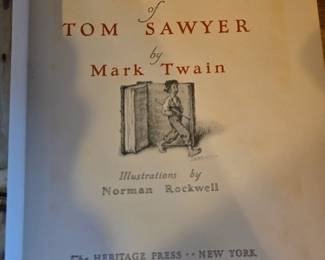 of
TOM SAWYER
by
Mark Twain
Illustrations by
Norman Rockwell
The HERITAGE PRESS ·· NEW YORK